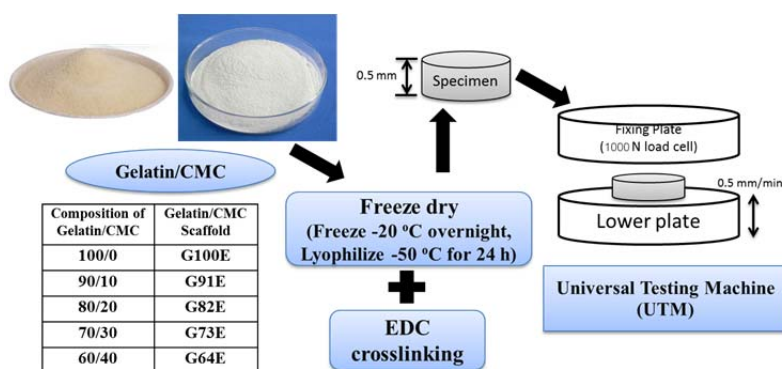 0.5 mm
Specimen
Fixing Plate
(1000 N load cell)
0.5 mm/min
Lower plate
Gelatin/CMC
Composition of Gelatin/CMC
Gelatin/CMC Scaffold
100/0 G100E
90/10 G91E
80/20 G82E
70/30 G73E
60/40 G64E
Freeze dry
(Freeze -20 °C overnight,
Lyophilize -50 °C for 24 h)
EDC
crosslinking
Universal Testing Machine
(UTM)